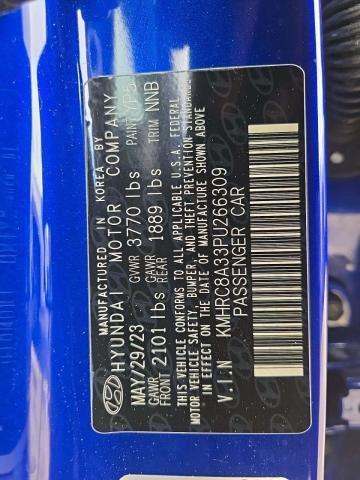 MANUFACTURED IN KOREA BY
HYUNDAI MOTOR COMPANY
MAY/29/23 GVWR 3770 lbs PAINT
GAWR FRONT 2101 lbs GAWR REAR 1889 lbs TRIM NNB
THIS VEHICLE CONFORMS TO ALL APPLICABLE U.S.A. FEDERAL
MOTOR VEHICLE SAFETY, BUMPER, AND THEFT PREVENTION STANDARDS
IN EFFECT ON THE DATE OF MANUFACTURE SHOWN ABOVE
V.I.N KMHRC8A33PU266309
PASSENGER CAR